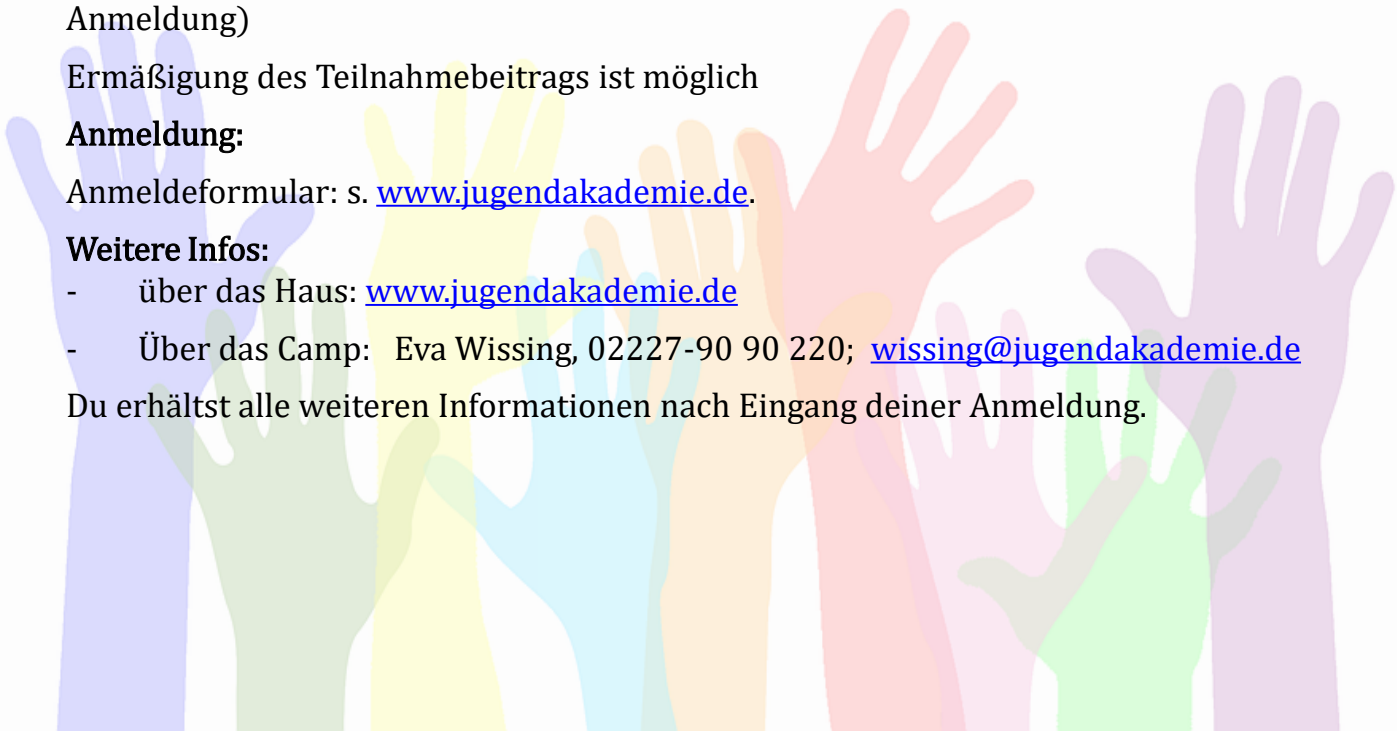 Anmeldung)
Ermäßigung des Teilnahmebeitrags ist möglich
Anmeldung:
Anmeldeformular: s. www.jugendakademie.de.
Weitere Infos:
- über das Haus: www.jugendakademie.de
- Über das Camp: Eva Wissing, 02227-90 90 220; wissing@jugendakademie.de
Du erhältst alle weiteren Informationen nach Eingang deiner Anmeldung.